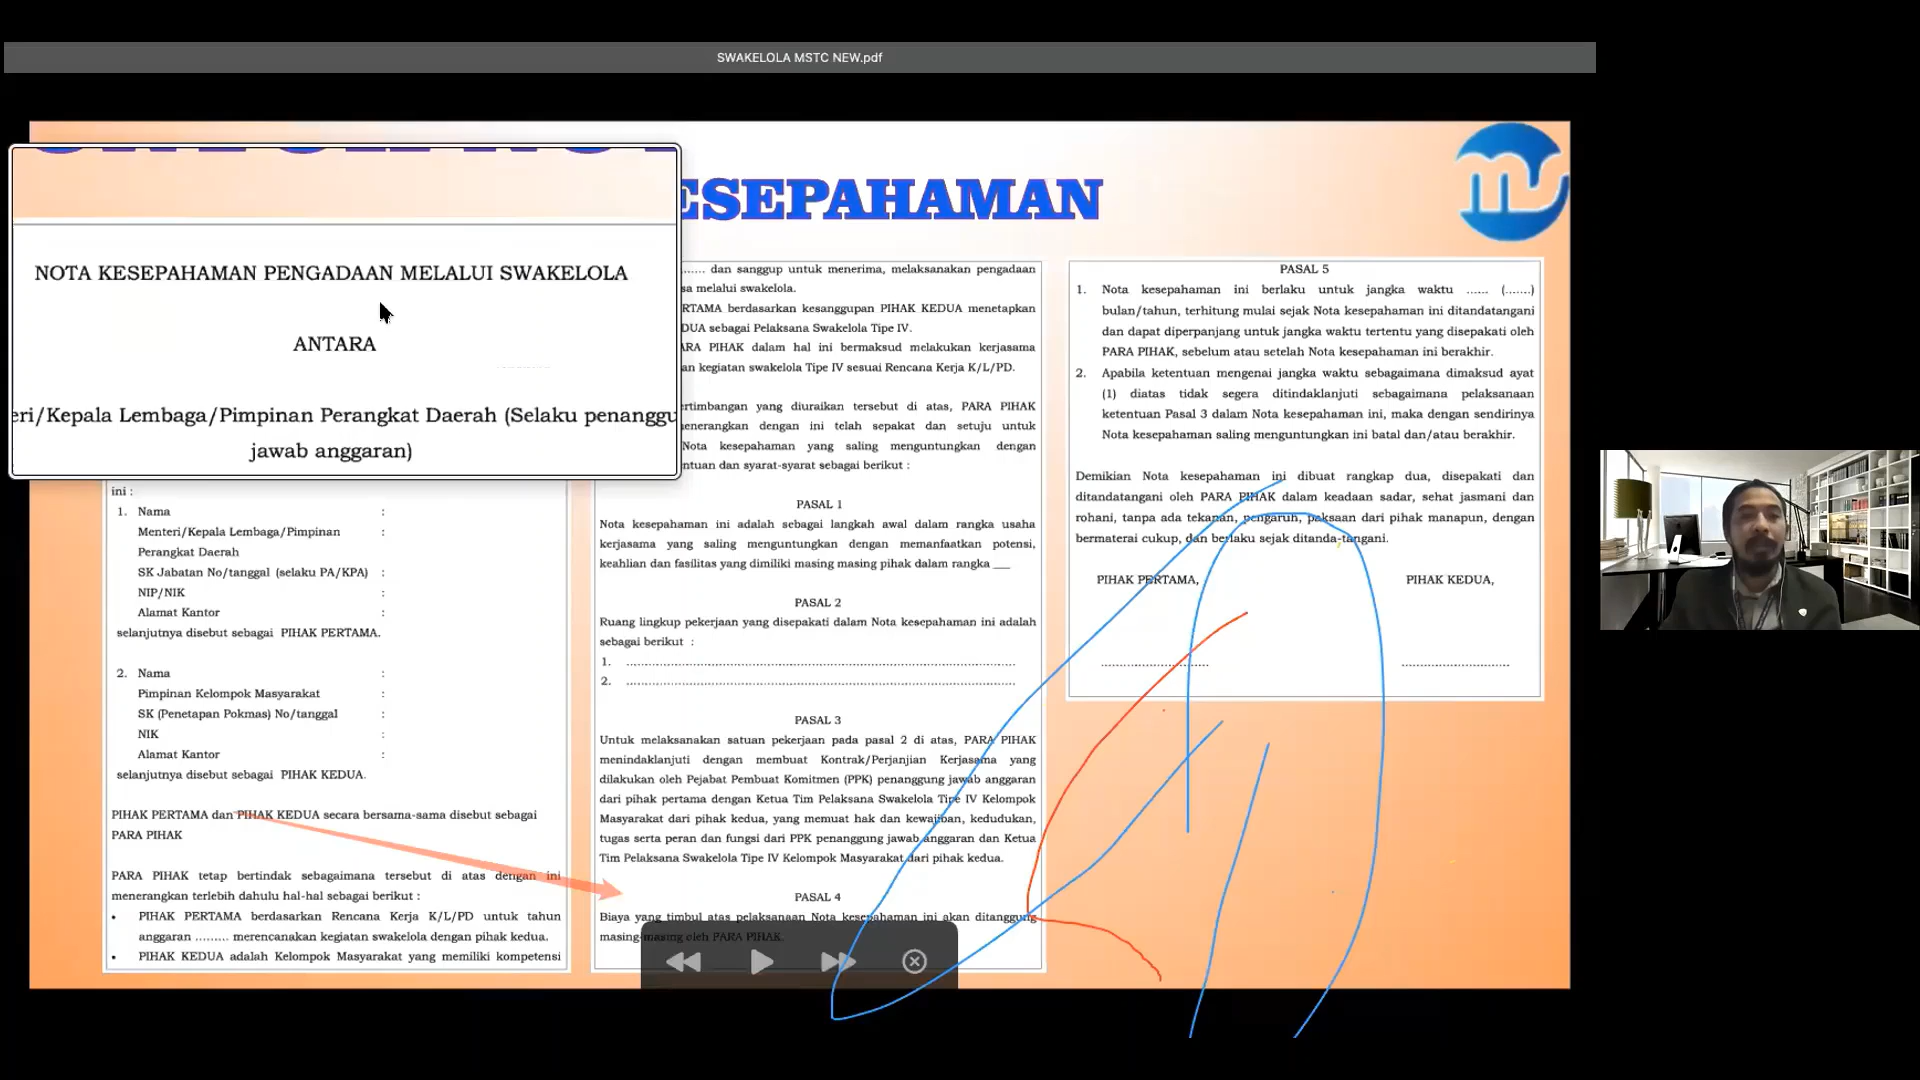 SWAKELOLA MSTC NEW.pdf
ESEPAHAMAN
NOTA KESEPAHAMAN PENGADAAN MELALUI SWAKELOLA
ANTARA
eri/Kepala Lembaga/Pimpinan Perangkat Daerah (Selaku penanggu
jawab anggaran)
ini :
1. Nama :
Menteri/Kepala Lembaga/Pimpinan :
Perangkat Daerah
SK Jabatan No/tanggal (selaku PA/KPA) :
NIP/NIK :
Alamat Kantor :
selanjutnya disebut sebagai PIHAK PERTAMA.
2. Nama :
Pimpinan Kelompok Masyarakat :
SK (Penetapan Pokmas) No/tanggal :
NIK :
Alamat Kantor :
selanjutnya disebut sebagai PIHAK KEDUA.
PIHAK PERTAMA dan PIHAK KEDUA secara bersama-sama disebut sebagai
PARA PIHAK
PARA PIHAK tetap bertindak sebagaimana tersebut di atas dengan ini
menerangkan terlebih dahulu hal-hal sebagai berikut :
• PIHAK PERTAMA berdasarkan Rencana Kerja K/L/PD untuk tahun
anggaran ......... merencanakan kegiatan swakelola dengan pihak kedua.
• PIHAK KEDUA adalah Kelompok Masyarakat yang memiliki kompetensi
...... dan sanggup untuk menerima, melaksanakan pengadaan
sa melalui swakelola.
RTAMA berdasarkan kesanggupan PIHAK KEDUA menetapkan
DUA sebagai Pelaksana Swakelola Tipe IV.
ARA PIHAK dalam hal ini bermaksud melakukan kerjasama
an kegiatan swakelola Tipe IV sesuai Rencana Kerja K/L/PD.
ertimbangan yang diuraikan tersebut di atas, PARA PIHAK
enerangkan dengan ini telah sepakat dan setuju untuk
Nota kesepahaman yang saling menguntungkan dengan
ntuan dan syarat-syarat sebagai berikut :
PASAL 1
Nota kesepahaman ini adalah sebagai langkah awal dalam rangka usaha
kerjasama yang saling menguntungkan dengan memanfaatkan potensi,
keahlian dan fasilitas yang dimiliki masing masing pihak dalam rangka ___
PASAL 2
Ruang lingkup pekerjaan yang disepakati dalam Nota kesepahaman ini adalah
sebagai berikut :
1. ................................................................
2. ................................................................
PASAL 3
Untuk melaksanakan satuan pekerjaan pada pasal 2 di atas, PARA PIHAK
menindaklanjuti dengan membuat Kontrak/Perjanjian Kerjasama yang
dilakukan oleh Pejabat Pembuat Komitmen (PPK) penanggung jawab anggaran
dari pihak pertama dengan Ketua Tim Pelaksana Swakelola Tipe IV Kelompok
Masyarakat dari pihak kedua, yang memuat hak dan kewajiban, kedudukan,
tugas serta peran dan fungsi dari PPK penanggung jawab anggaran dan Ketua
Tim Pelaksana Swakelola Tipe IV Kelompok Masyarakat dari pihak kedua.
PASAL 4
Biaya yang timbul atas pelaksanaan Nota kesepahaman ini akan ditanggung
masing-masing oleh PARA PIHAK.
PASAL 5
1. Nota kesepahaman ini berlaku untuk jangka waktu ...... (.......)
bulan/tahun, terhitung mulai sejak Nota kesepahaman ini ditandatangani
dan dapat diperpanjang untuk jangka waktu tertentu yang disepakati oleh
PARA PIHAK, sebelum atau setelah Nota kesepahaman ini berakhir.
2. Apabila ketentuan mengenai jangka waktu sebagaimana dimaksud ayat
(1) diatas tidak segera ditindaklanjuti sebagaimana pelaksanaan
ketentuan Pasal 3 dalam Nota kesepahaman ini, maka dengan sendirinya
Nota kesepahaman saling menguntungkan ini batal dan/atau berakhir.
Demikian Nota kesepahaman ini dibuat rangkap dua, disepakati dan
ditandatangani oleh PARA PIHAK dalam keadaan sadar, sehat jasmani dan
rohani, tanpa ada tekanan, pengaruh, paksaan dari pihak manapun, dengan
bermaterai cukup, dan berlaku sejak ditanda-tangani.
PIHAK PERTAMA, PIHAK KEDUA,
........................... ...........................